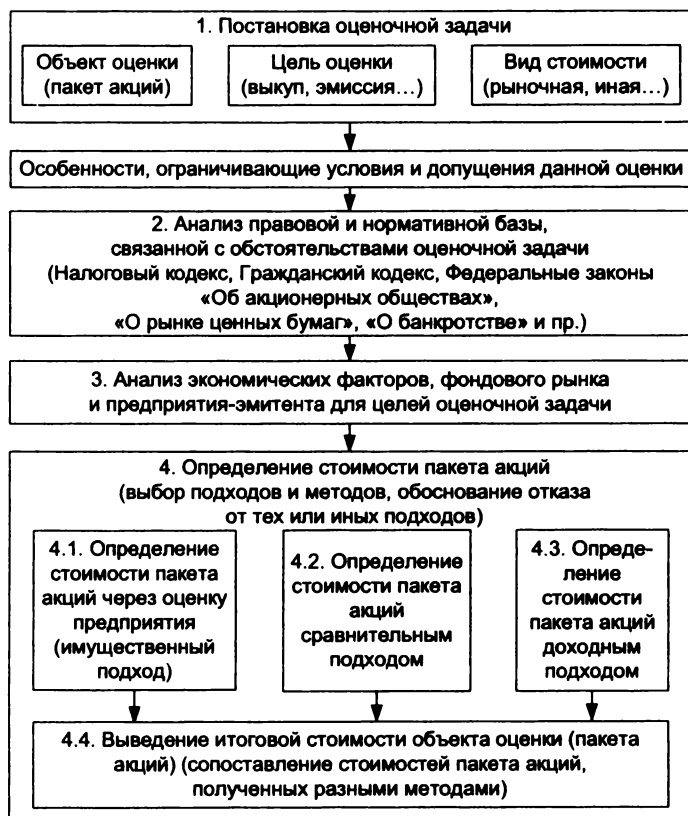 1. Постановка оценочной задачи
Объект оценки
(пакет акций)
Цель оценки
(выкуп, эмиссия...)
Вид стоимости
(рыночная, иная...)
Особенности, ограничивающие условия и допущения данной оценки
2. Анализ правовой и нормативной базы,
связанной с обстоятельствами оценочной задачи
(Налоговый кодекс, Гражданский кодекс, Федеральные законы
«Об акционерных обществах»,
«О рынке ценных бумаг», «О банкротстве» и пр.)
3. Анализ экономических факторов, фондового рынка
и предприятия-эмитента для целей оценочной задачи
4. Определение стоимости пакета акций
(выбор подходов и методов, обоснование отказа
от тех или иных подходов)
4.1. Определение
стоимости пакета
акций через оценку
предприятия
(имущественный
подход)
4.2. Определение
стоимости пакета
акций
сравнительным
подходом
4.3. Опреде-
ление
стоимости
пакета акций
доходным
подходом
4.4. Выведение итоговой стоимости объекта оценки (пакета
акций) (сопоставление стоимостей пакета акций,
полученных разными методами)